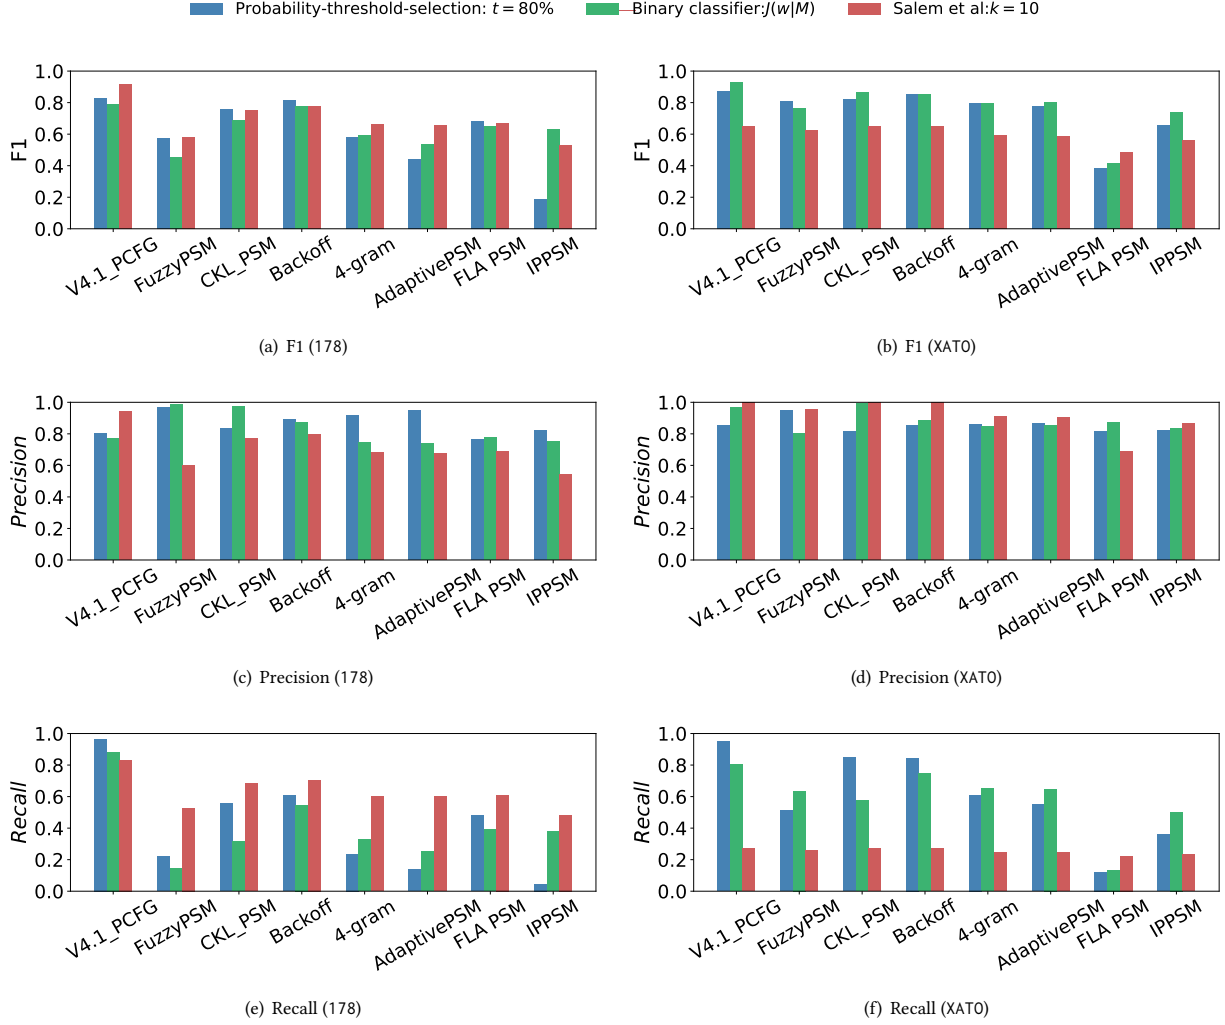 Probability-threshold-selection: t = 80% Binary classifier:J(w|M) Salem et al:k = 10
F1
1.0
0.8
0.6
0.4
0.2
0.0
V4.1_PCFG FuzzyPSM CKL_PSM Backoff 4-gram AdaptivePSM FLA PSM IPPSM
(a) F1 (178)
F1
1.0
0.8
0.6
0.4
0.2
0.0
V4.1_PCFG FuzzyPSM CKL_PSM Backoff 4-gram AdaptivePSM FLA PSM IPPSM
(b) F1 (XATO)
Precision
1.0
0.8
0.6
0.4
0.2
0.0
V4.1_PCFG FuzzyPSM CKL_PSM Backoff 4-gram AdaptivePSM FLA PSM IPPSM
(c) Precision (178)
Precision
1.0
0.8
0.6
0.4
0.2
0.0
V4.1_PCFG FuzzyPSM CKL_PSM Backoff 4-gram AdaptivePSM FLA PSM IPPSM
(d) Precision (XATO)
Recall
1.0
0.8
0.6
0.4
0.2
0.0
V4.1_PCFG FuzzyPSM CKL_PSM Backoff 4-gram AdaptivePSM FLA PSM IPPSM
(e) Recall (178)
Recall
1.0
0.8
0.6
0.4
0.2
0.0
V4.1_PCFG FuzzyPSM CKL_PSM Backoff 4-gram AdaptivePSM FLA PSM IPPSM
(f) Recall (XATO)